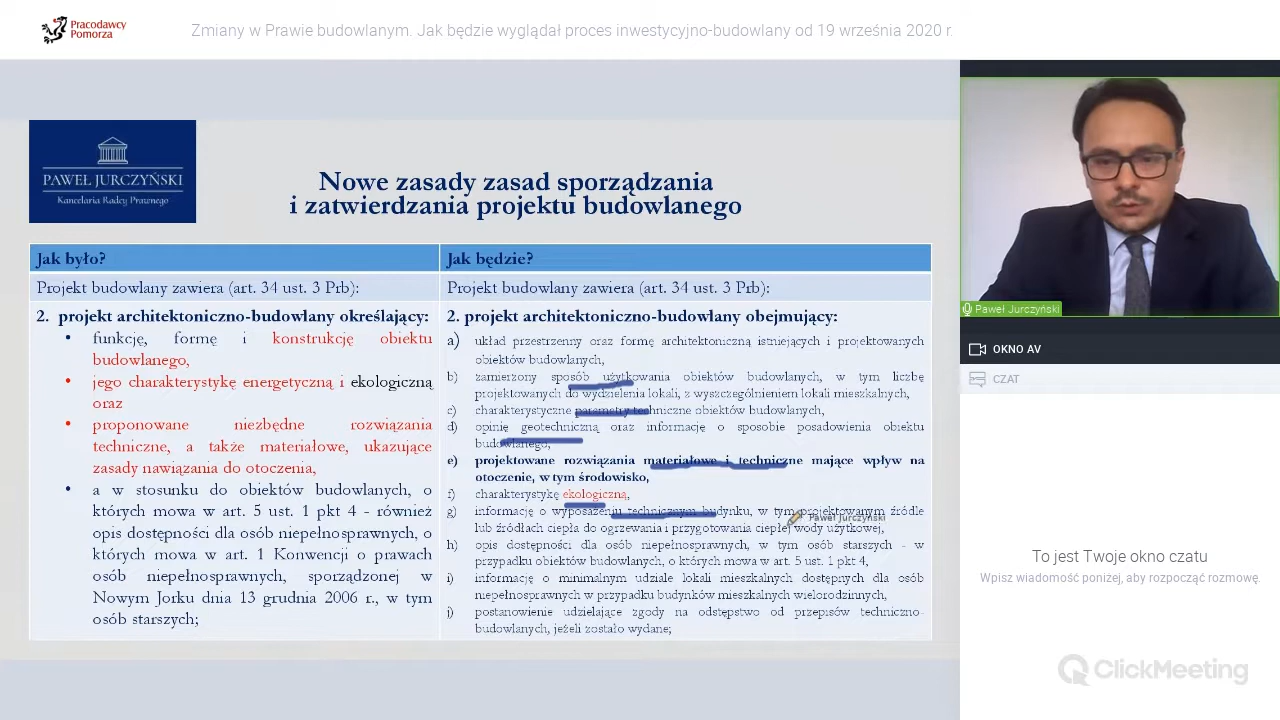 Pracodawcy
Pomorza
Zmiany w Prawie budowlanym. Jak będzie wyglądał proces inwestycyjno-budowlany od 19 września 2020 r.
PAWEŁ JURCZYŃSKI
Kancelaria Radcy Prawnego
Nowe zasady zasad sporządzania
i zatwierdzania projektu budowlanego
Jak było?
Projekt budowlany zawiera (art. 34 ust. 3 Prb):
2. projekt architektoniczno-budowlany określający:
• funkcję, formę i konstrukcję obiektu
budowlanego,
• jego charakterystykę energetyczną i ekologiczną
oraz
• proponowane niezbędne rozwiązania
techniczne, a także materiałowe, ukazujące
zasady nawiązania do otoczenia,
• a w stosunku do obiektów budowlanych, o
których mowa w art. 5 ust. 1 pkt 4 - również
opis dostępności dla osób niepełnosprawnych, o
których mowa w art. 1 Konwencji o prawach
osób niepełnosprawnych, sporządzonej w
Nowym Jorku dnia 13 grudnia 2006 r., w tym
osób starszych;
Jak będzie?
Projekt budowlany zawiera (art. 34 ust. 3 Prb):
2. projekt architektoniczno-budowlany obejmujący:
a) układ przestrzenny oraz formę architektoniczną istniejących i projektowanych
obiektów budowlanych,
b) zamierzony sposób użytkowania obiektów budowlanych, w tym liczbę
projektowanych do wydzielenia lokali, z wyszczególnieniem lokali mieszkalnych,
c) charakterystyczne parametry techniczne obiektów budowlanych,
d) opinię geotechniczną oraz informację o sposobie posadowienia obiektu
budowlanego,
e) projektowane rozwiązania materiałowe i techniczne mające wpływ na
otoczenie, w tym środowisko,
f) charakterystykę ekologiczną,
g) informację o wyposażeniu technicznym budynku, w tym projektowanym źródle
lub źródłach ciepła do ogrzewania i przygotowania ciepłej wody użytkowej,
h) opis dostępności dla osób niepełnosprawnych, w tym osób starszych - w
przypadku obiektów budowlanych, o których mowa w art. 5 ust. 1 pkt 4,
i) informację o minimalnym udziale lokali mieszkalnych dostępnych dla osób
niepełnosprawnych w przypadku budynków mieszkalnych wielorodzinnych,
j) postanowienie udzielające zgody na odstępstwo od przepisów techniczno-
budowlanych, jeżeli zostało wydane;
Paweł Jurczyński
Paweł Jurczyński
OKNO AV
CZAT
To jest Twoje okno czatu
Wpisz wiadomość poniżej, aby rozpocząć rozmowę.
ClickMeeting